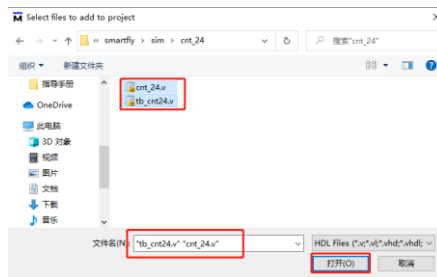 Select files to add to project
« smartfly › sim › cnt_24
搜索"cnt_24"
组织 新建文件夹
指导手册
OneDrive
此电脑
3D 对象
视频
图片
文档
下载
音乐
cnt_24.v
tb_cnt24.v
文件名(N): "tb_cnt24.v" "cnt_24.v"
HDL Files (*.v;*.vl;*.vhd;*.vhdl;
打开(O) 取消